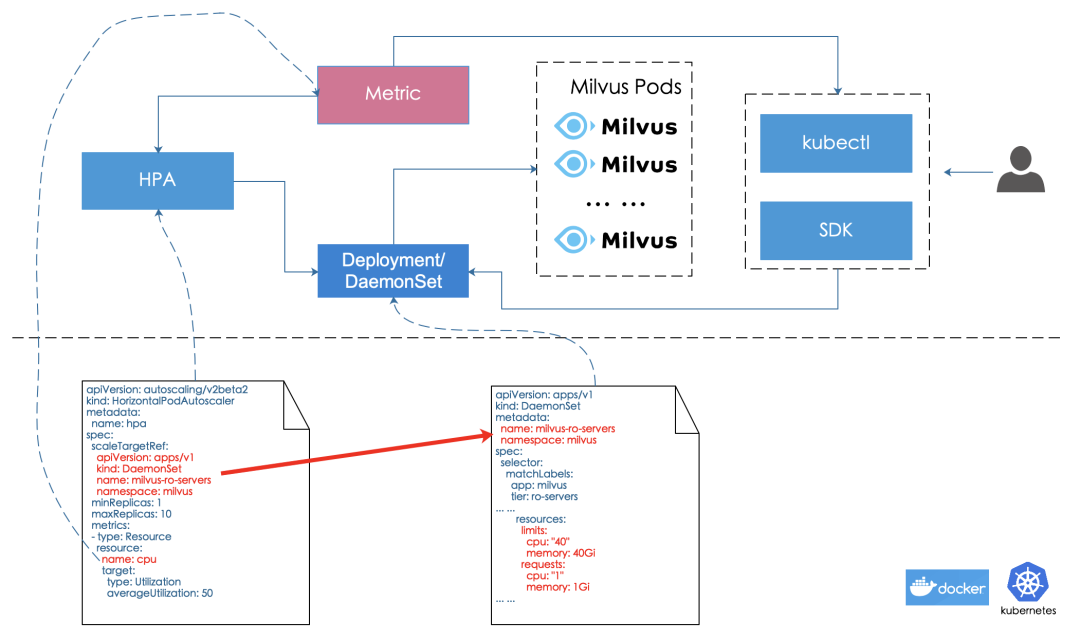 Metric
Milvus Pods
Milvus
Milvus
... ...
Milvus
kubectl
SDK
HPA
Deployment/
DaemonSet
apiVersion: autoscaling/v2beta2
kind: HorizontalPodAutoscaler
metadata:
name: hpa
spec:
scaleTargetRef:
apiVersion: apps/v1
kind: DaemonSet
name: milvus-ro-servers
namespace: milvus
minReplicas: 1
maxReplicas: 10
metrics:
- type: Resource
resource:
name: cpu
target:
type: Utilization
averageUtilization: 50
apiVersion: apps/v1
kind: DaemonSet
metadata:
name: milvus-ro-servers
namespace: milvus
spec:
selector:
matchLabels:
app: milvus
tier: ro-servers
... ...
resources:
limits:
cpu: "40"
memory: 40Gi
requests:
cpu: "1"
memory: 1Gi
... ...
docker
kubernetes